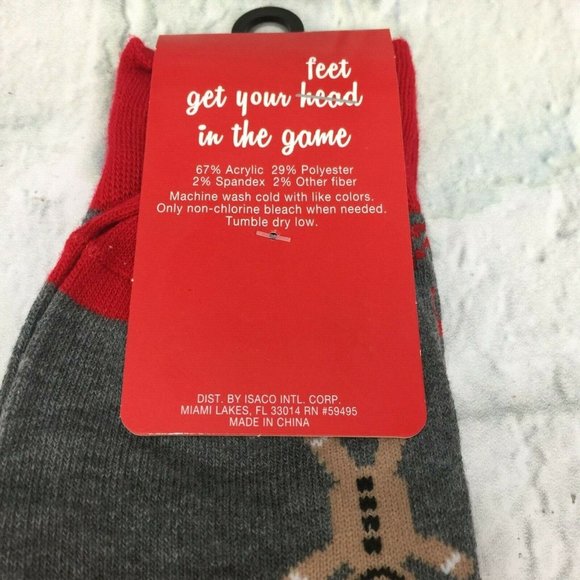 feet
get your head
in the game
67% Acrylic 29% Polyester
2% Spandex 2% Other fiber
Machine wash cold with like colors.
Only non-chlorine bleach when needed.
Tumble dry low.
DIST. BY ISACO INTL. CORP.
MIAMI LAKES, FL 33014 RN #59495
MADE IN CHINA